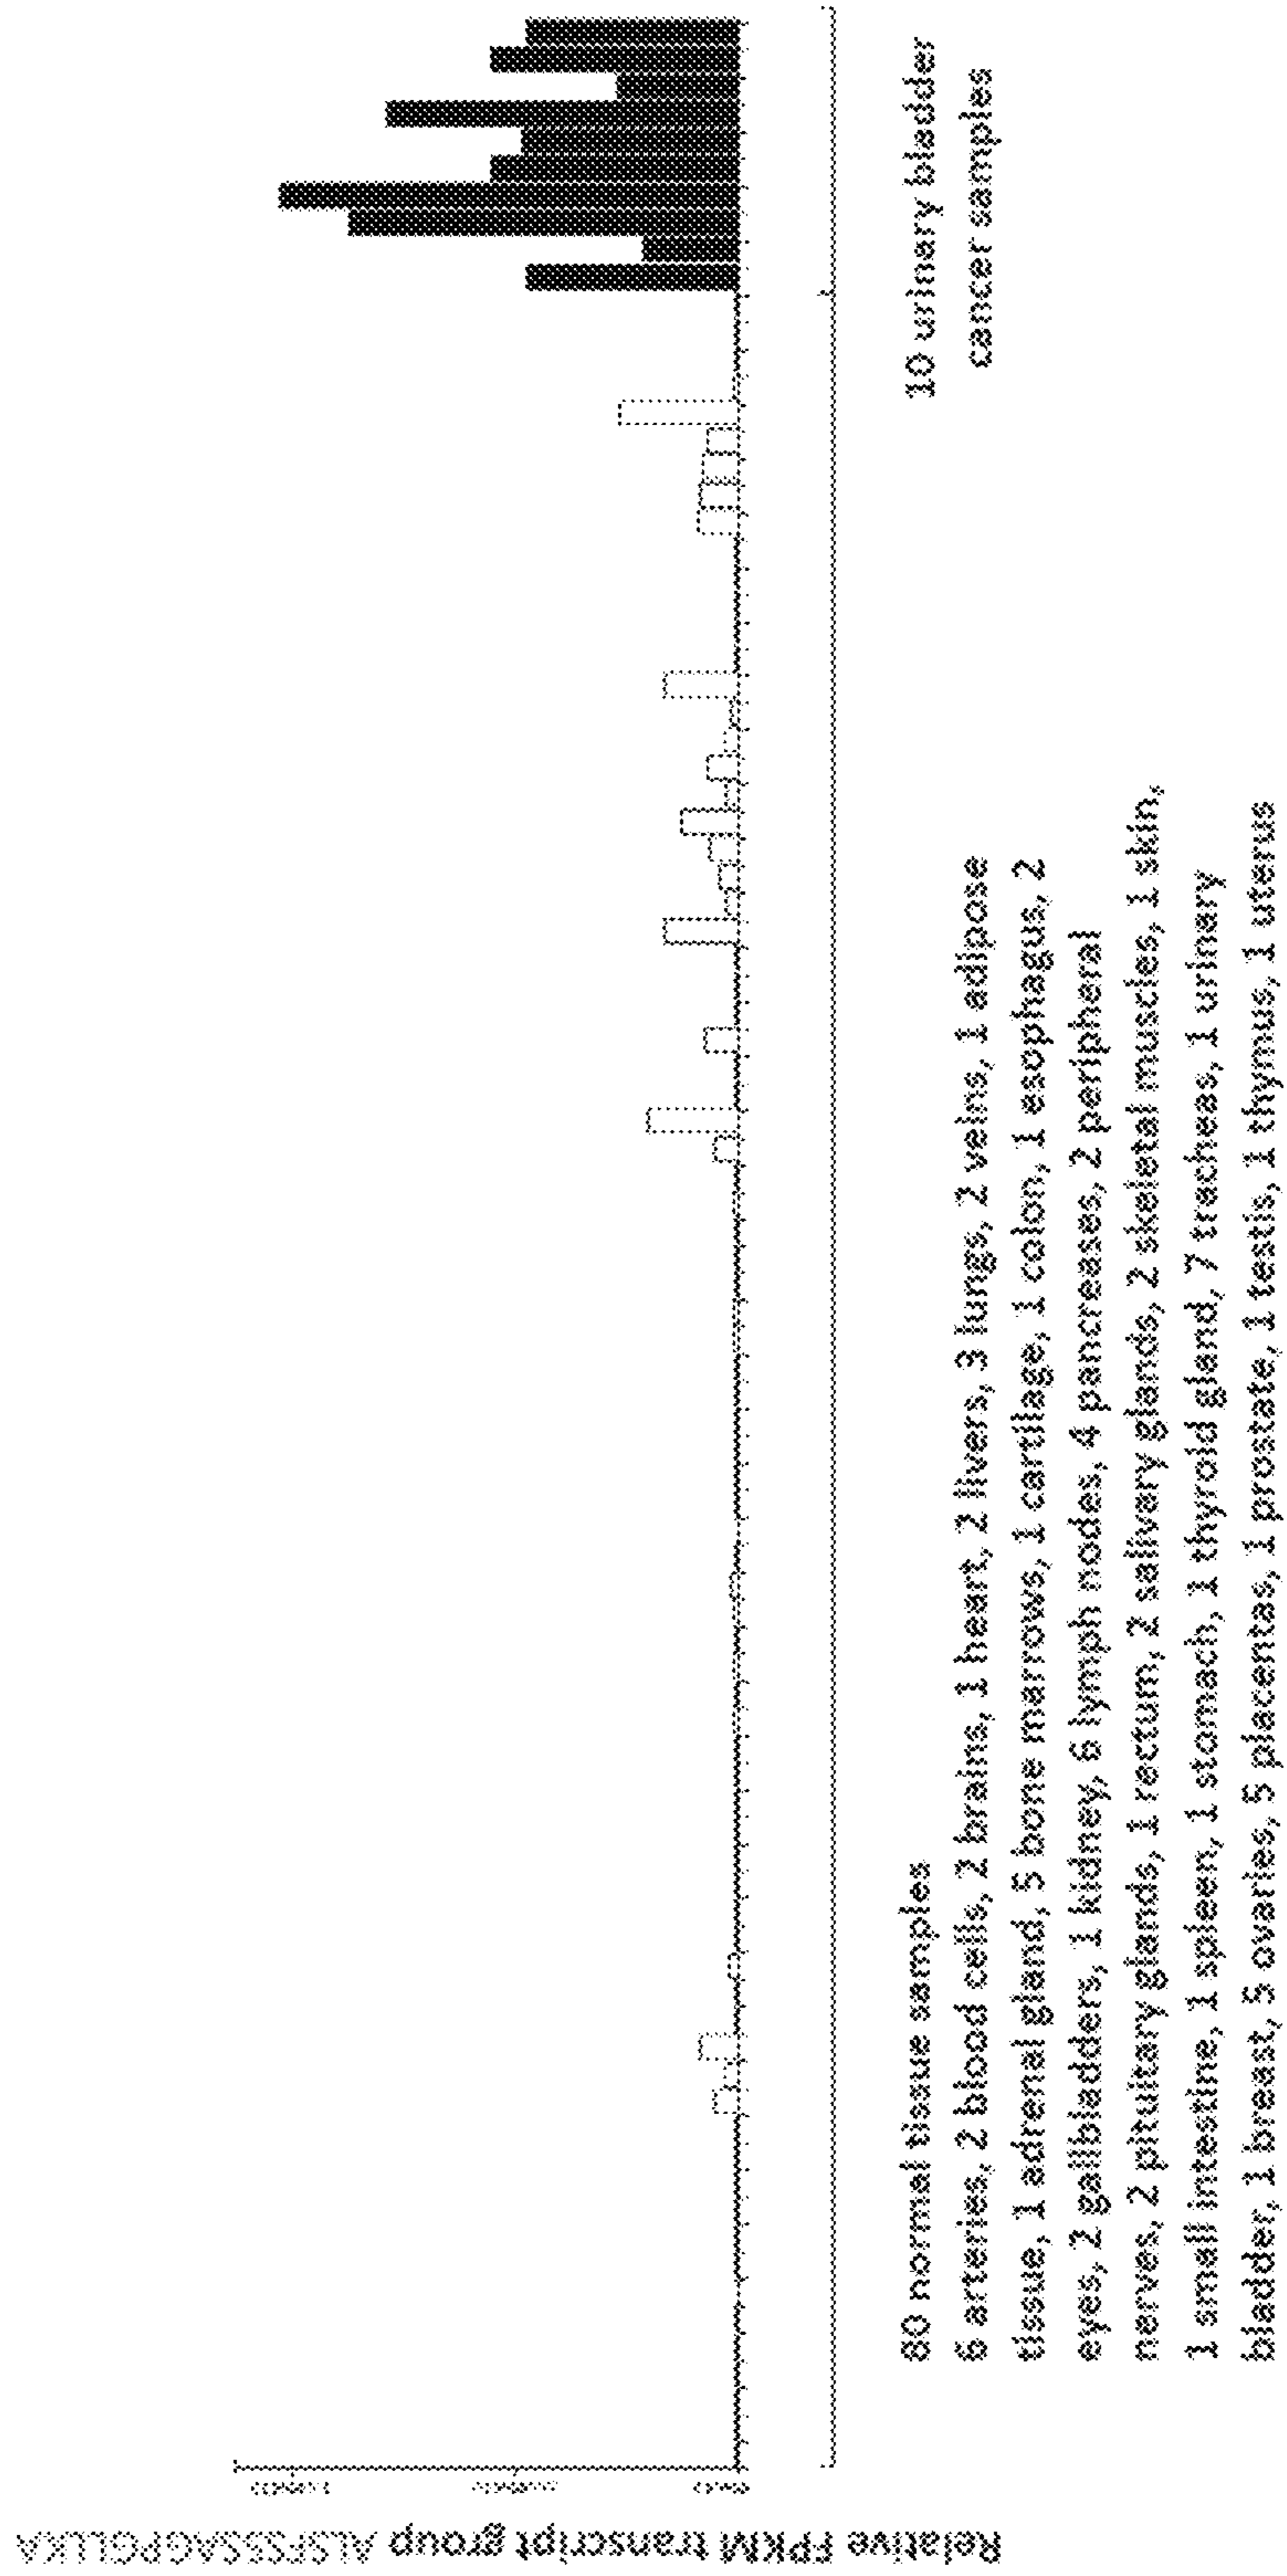 Relative FPKM transcript group ALSFSSSAGPGLLKA
80 normal tissue samples
6 arteries, 2 blood cells, 2 brains, 1 heart, 2 livers, 3 lungs, 2 veins, 1 adipose
tissue, 1 adrenal gland, 5 bone marrows, 1 cartilage, 1 colon, 1 esophagus, 2
eyes, 2 gallbladders, 1 kidney, 6 lymph nodes, 4 pancreases, 2 peripheral
nerves, 2 pituitary glands, 1 rectum, 2 salivary glands, 2 skeletal muscles, 1 skin,
1 small intestine, 1 spleen, 1 stomach, 1 thyroid gland, 7 tracheas, 1 urinary
bladder, 1 breast, 5 ovaries, 5 placentas, 1 prostate, 1 testis, 1 thymus, 1 uterus
10 urinary bladder
cancer samples